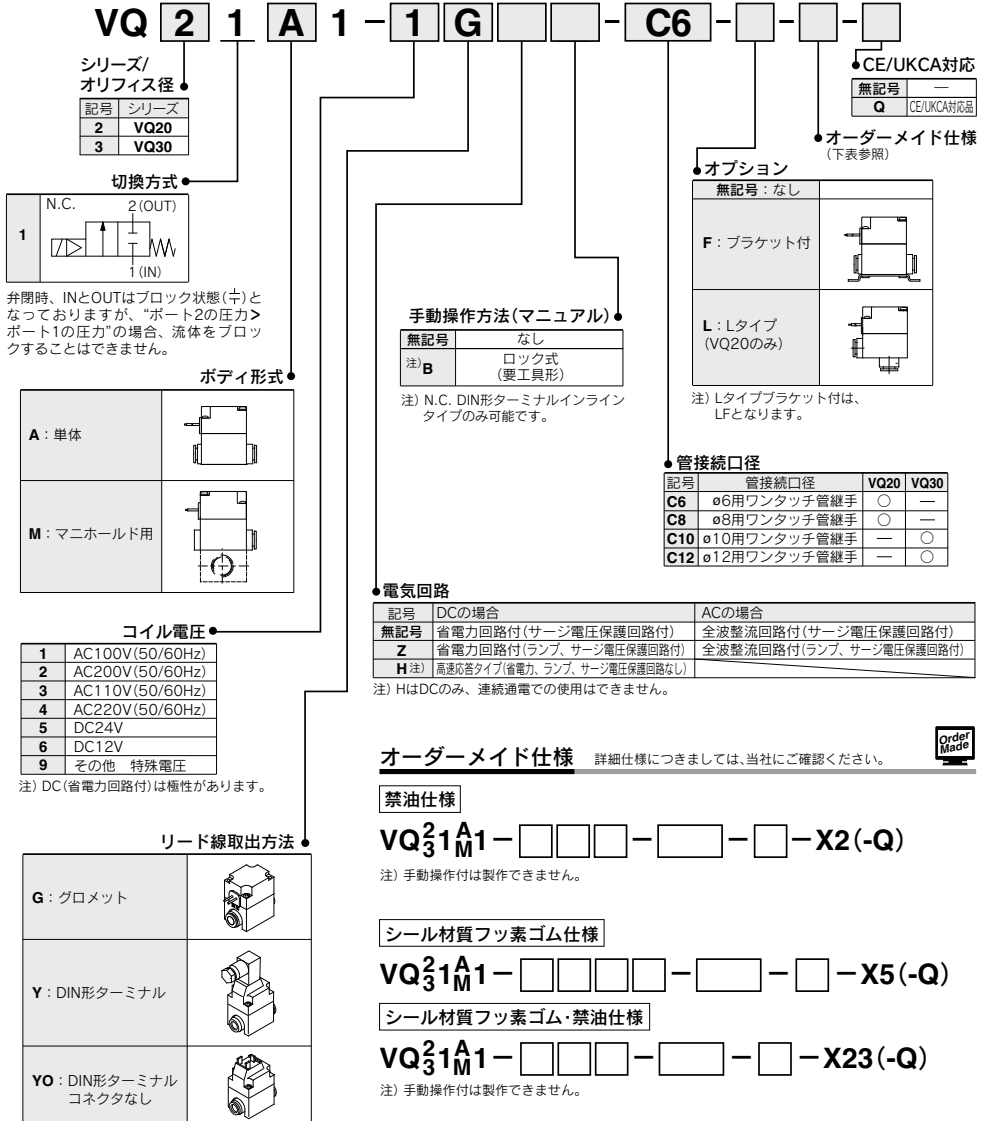 VQ 2 1 A 1 - 1 G - C6 - - -
シリーズ/
オリフィス径
記号 シリーズ
2 VQ20
3 VQ30
切換方式
1 N.C. 2(OUT)
1(IN)
弁閉時、INとOUTはブロック状態( )と
なっておりますが、“ポート2の圧力>
ポート1の圧力”の場合、流体をブロッ
クすることはできません。
ボディ形式
A:単体
M:マニホールド用
コイル電圧
1 AC100V(50/60Hz)
2 AC200V(50/60Hz)
3 AC110V(50/60Hz)
4 AC220V(50/60Hz)
5 DC24V
6 DC12V
9 その他 特殊電圧
注) DC(省電力回路付)は極性があります。
リード線取出方法
G:グロメット
Y:DIN形ターミナル
YO:DIN形ターミナル
コネクタなし
CE/UKCA対応
無記号 —
Q CE/UKCA対応品
オーダーメイド仕様
(下表参照)
オプション
無記号:なし
F:ブラケット付
L:Lタイプ
(VQ20のみ)
注) Lタイプブラケット付は、
LFとなります。
手動操作方法(マニュアル)
無記号 なし
注)B ロック式
(要工具形)
注) N.C. DIN形ターミナルインライン
タイプのみ可能です。
管接続口径
記号 管接続口径 VQ20 VQ30
C6 ø6用ワンタッチ管継手 ○ —
C8 ø8用ワンタッチ管継手 ○ —
C10 ø10用ワンタッチ管継手 — ○
C12 ø12用ワンタッチ管継手 — ○
電気回路
記号 DCの場合 ACの場合
無記号 省電力回路付(サージ電圧保護回路付) 全波整流回路付(サージ電圧保護回路付)
Z 省電力回路付(ランプ、サージ電圧保護回路付) 全波整流回路付(ランプ、サージ電圧保護回路付)
H注) 高速応答タイプ(省電力、ランプ、サージ電圧保護回路なし)
注) HはDCのみ、連続通電での使用はできません。
オーダーメイド仕様 詳細仕様につきましては、当社にご確認ください。
Order
Made
禁油仕様
VQ²₃1ᴬᴍ1-□□□-□-□-X2(-Q)
注) 手動操作付は製作できません。
シール材質フッ素ゴム仕様
VQ²₃1ᴬᴍ1-□□□□-□-□-X5(-Q)
シール材質フッ素ゴム・禁油仕様
VQ²₃1ᴬᴍ1-□□□-□-□-X23(-Q)
注) 手動操作付は製作できません。